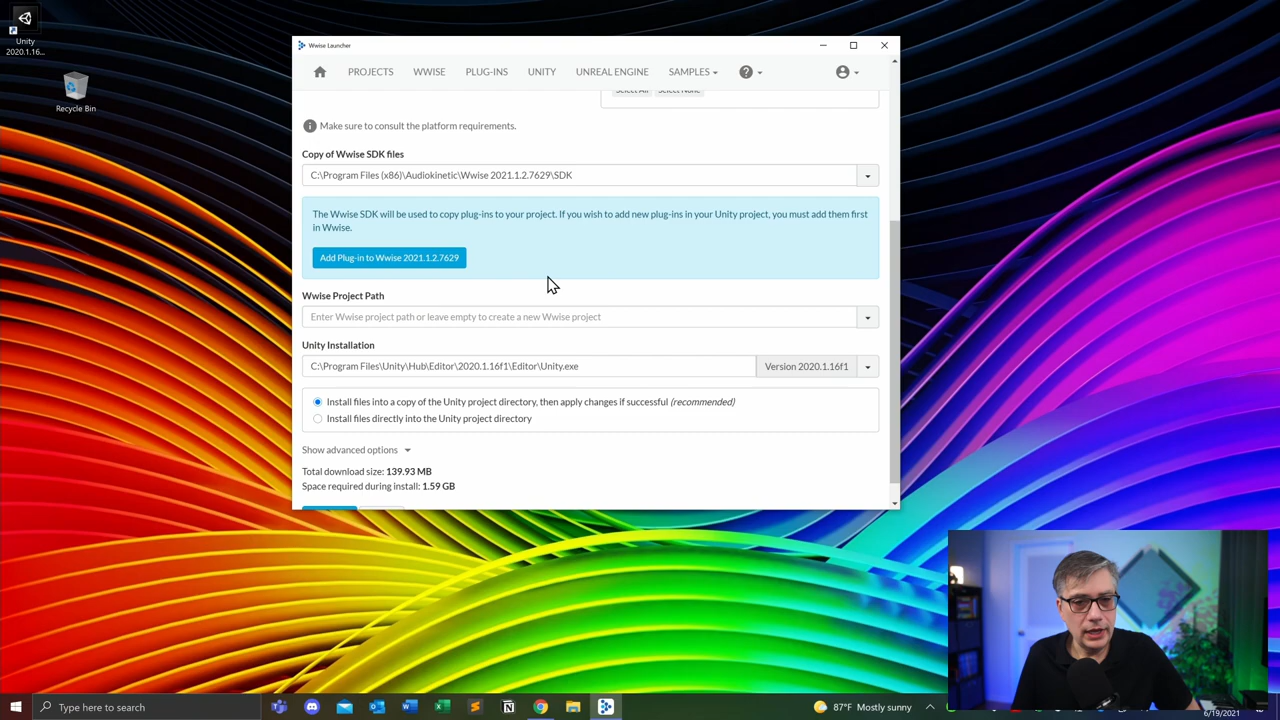 Unity
2020.1.16...
Recycle Bin
Wwise Launcher
PROJECTS WWISE PLUG-INS UNITY UNREAL ENGINE SAMPLES
Select All Select None
Make sure to consult the platform requirements.
Copy of Wwise SDK files
C:\Program Files (x86)\Audiokinetic\Wwise 2021.1.2.7629\SDK
The Wwise SDK will be used to copy plug-ins to your project. If you wish to add new plug-ins in your Unity project, you must add them first
in Wwise.
Add Plug-in to Wwise 2021.1.2.7629
Wwise Project Path
Enter Wwise project path or leave empty to create a new Wwise project
Unity Installation
C:\Program Files\Unity\Hub\Editor\2020.1.16f1\Editor\Unity.exe Version 2020.1.16f1
Install files into a copy of the Unity project directory, then apply changes if successful (recommended)
Install files directly into the Unity project directory
Show advanced options
Total download size: 139.93 MB
Space required during install: 1.59 GB
Type here to search
87°F Mostly sunny
6/19/2021